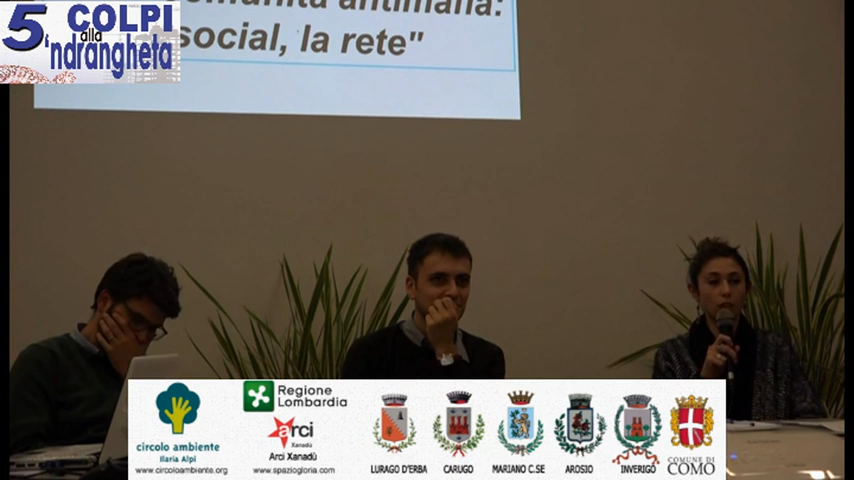 5 COLPI
alla
'ndrangheta
antimafia:
social, la rete"
circolo ambiente
Ilaria Alpi
www.circoloambiente.org
Regione
Lombardia
arci
Xanadù
Arci Xanadù
www.spaziogloria.com
LURAGO D'ERBA
CARUGO
MARIANO C.SE
AROSIO
INVERIGO
COMUNE DI
COMO